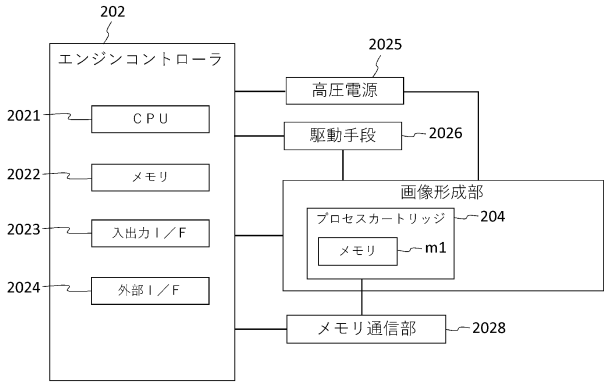 202
エンジンコントローラ
2025
高圧電源
2021
ＣＰＵ
駆動手段
2026
2022
メモリ
画像形成部
プロセスカートリッジ
204
2023
入出力Ｉ／Ｆ
メモリ
m1
2024
外部Ｉ／Ｆ
メモリ通信部
2028